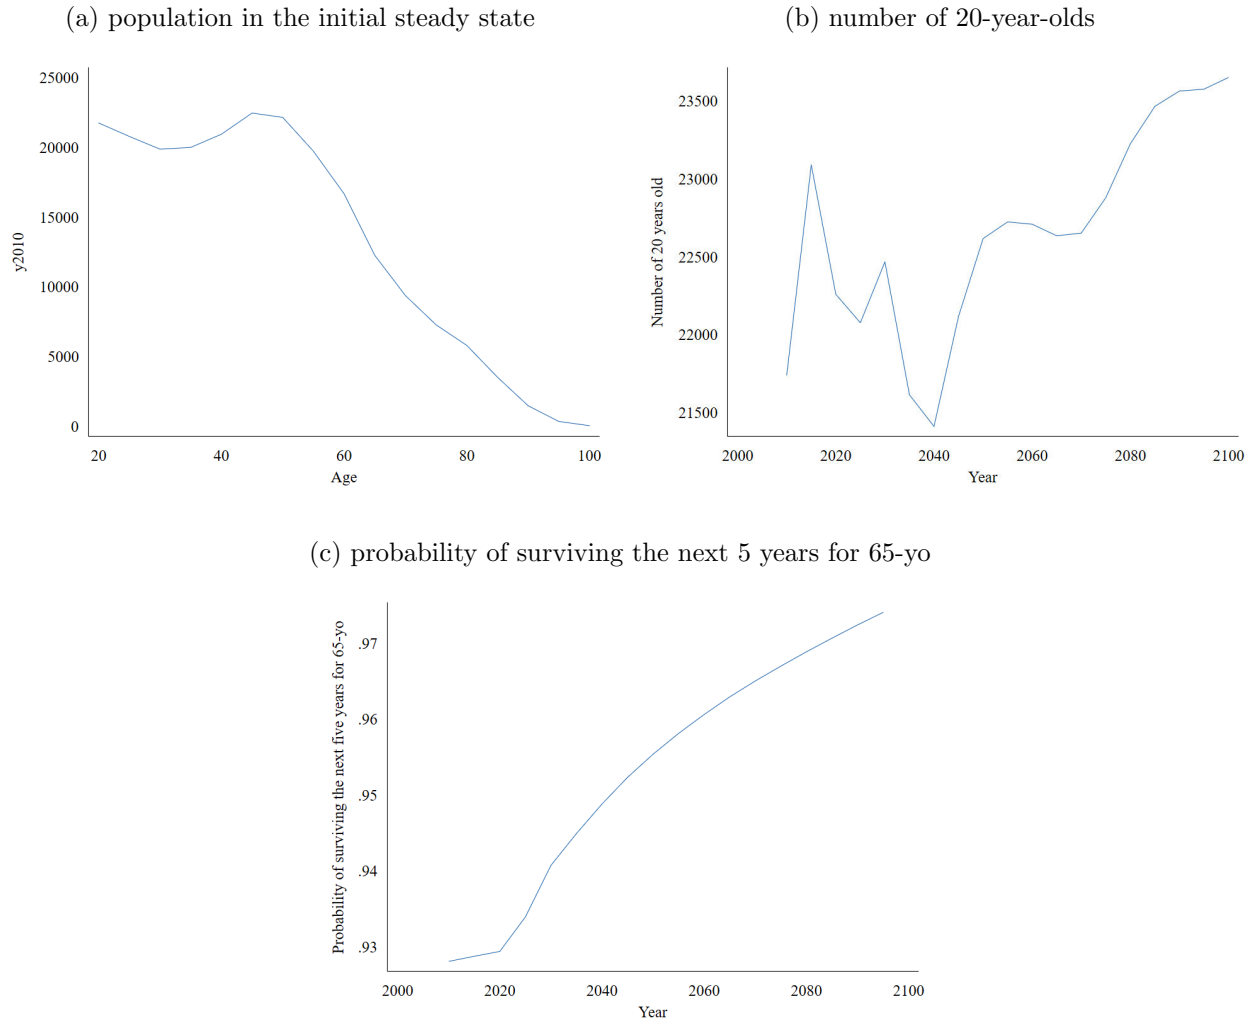 (a) population in the initial steady state
25000
20000
15000
10000
5000
0
y2010
20 40 60 80 100
Age
(b) number of 20-year-olds
23500
23000
22500
22000
21500
Number of 20 years old
2000 2020 2040 2060 2080 2100
Year
(c) probability of surviving the next 5 years for 65-yo
.97
.96
.95
.94
.93
Probability of surviving the next five years for 65-yo
2000 2020 2040 2060 2080 2100
Year